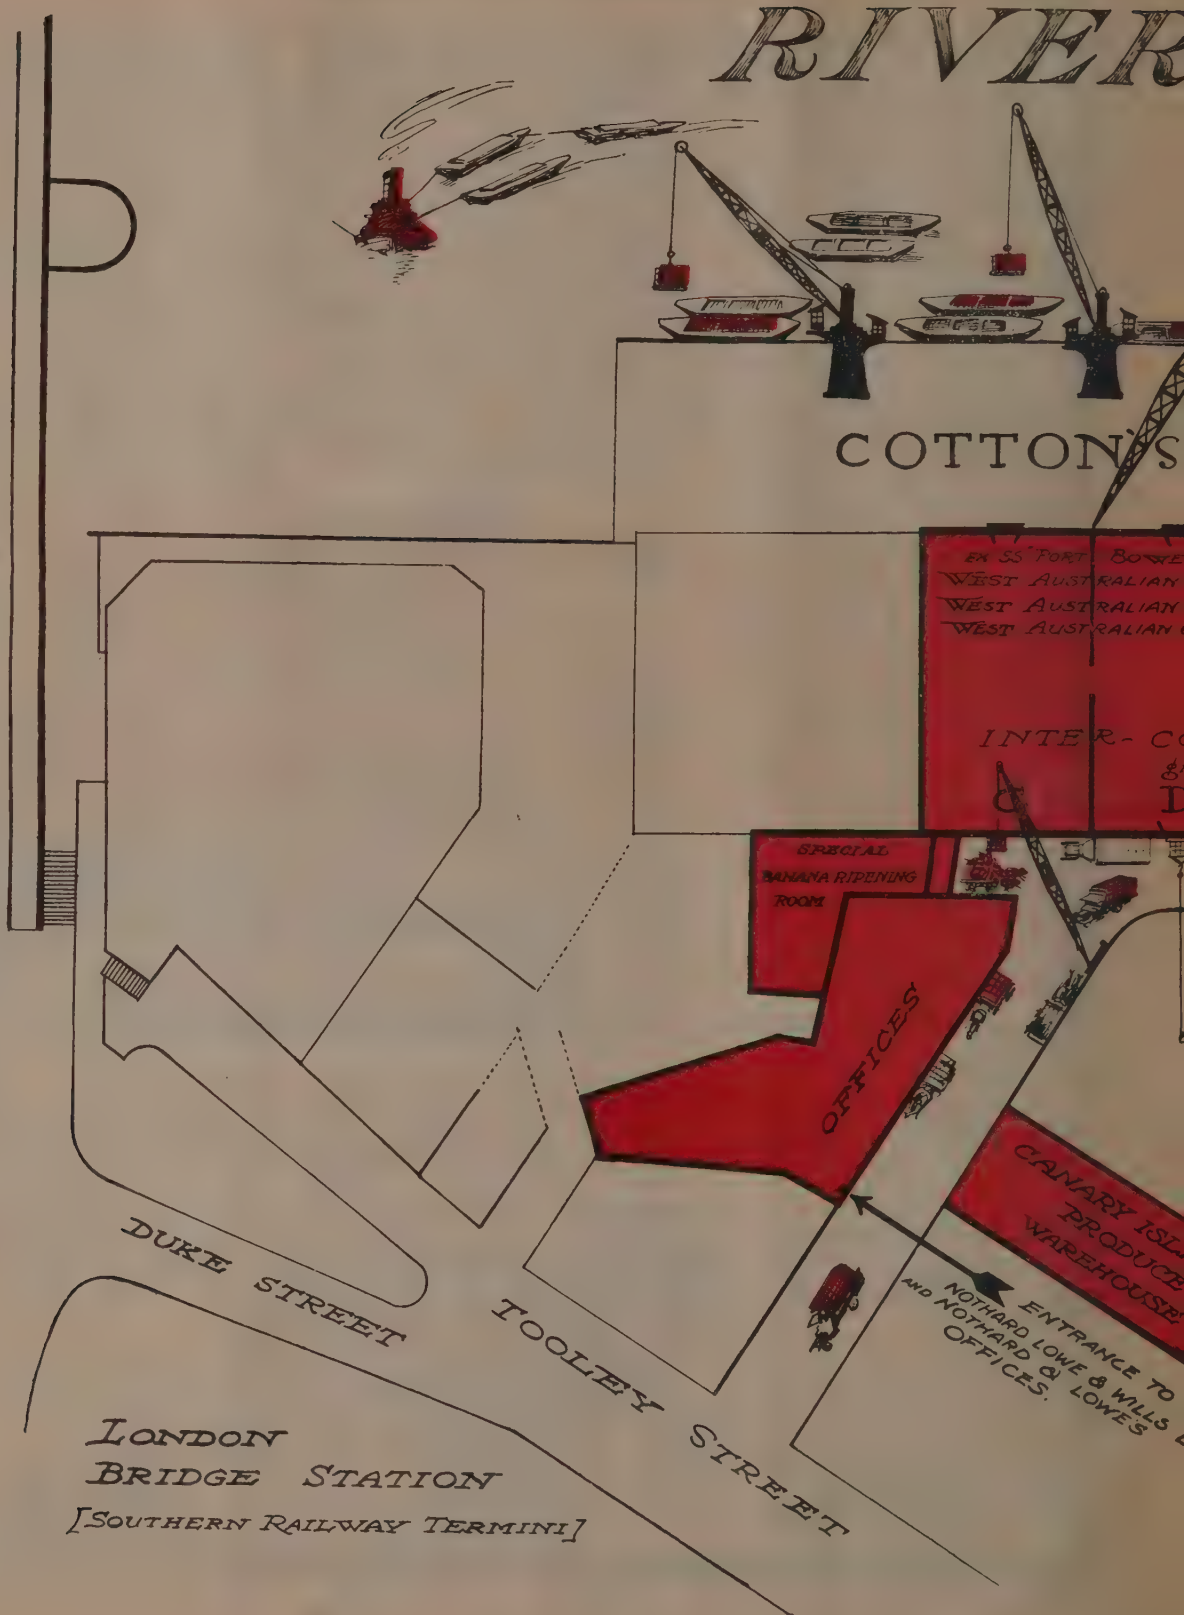 RIVER
COTTON'S
EX SS "PORT BOWE
WEST AUSTRALIAN
WEST AUSTRALIAN
WEST AUSTRALIAN
INTER- CO
&
C D
SPECIAL
BANANA RIPENING
ROOM
OFFICES
CANARY ISL
PRODUCE
WAREHOUSE
ENTRANCE TO
NOTHARD LOWE & WILLS L
AND NOTHARD & LOWE'S
OFFICES.
DUKE STREET
TOOLEY STREET
LONDON
BRIDGE STATION
[SOUTHERN RAILWAY TERMINI]